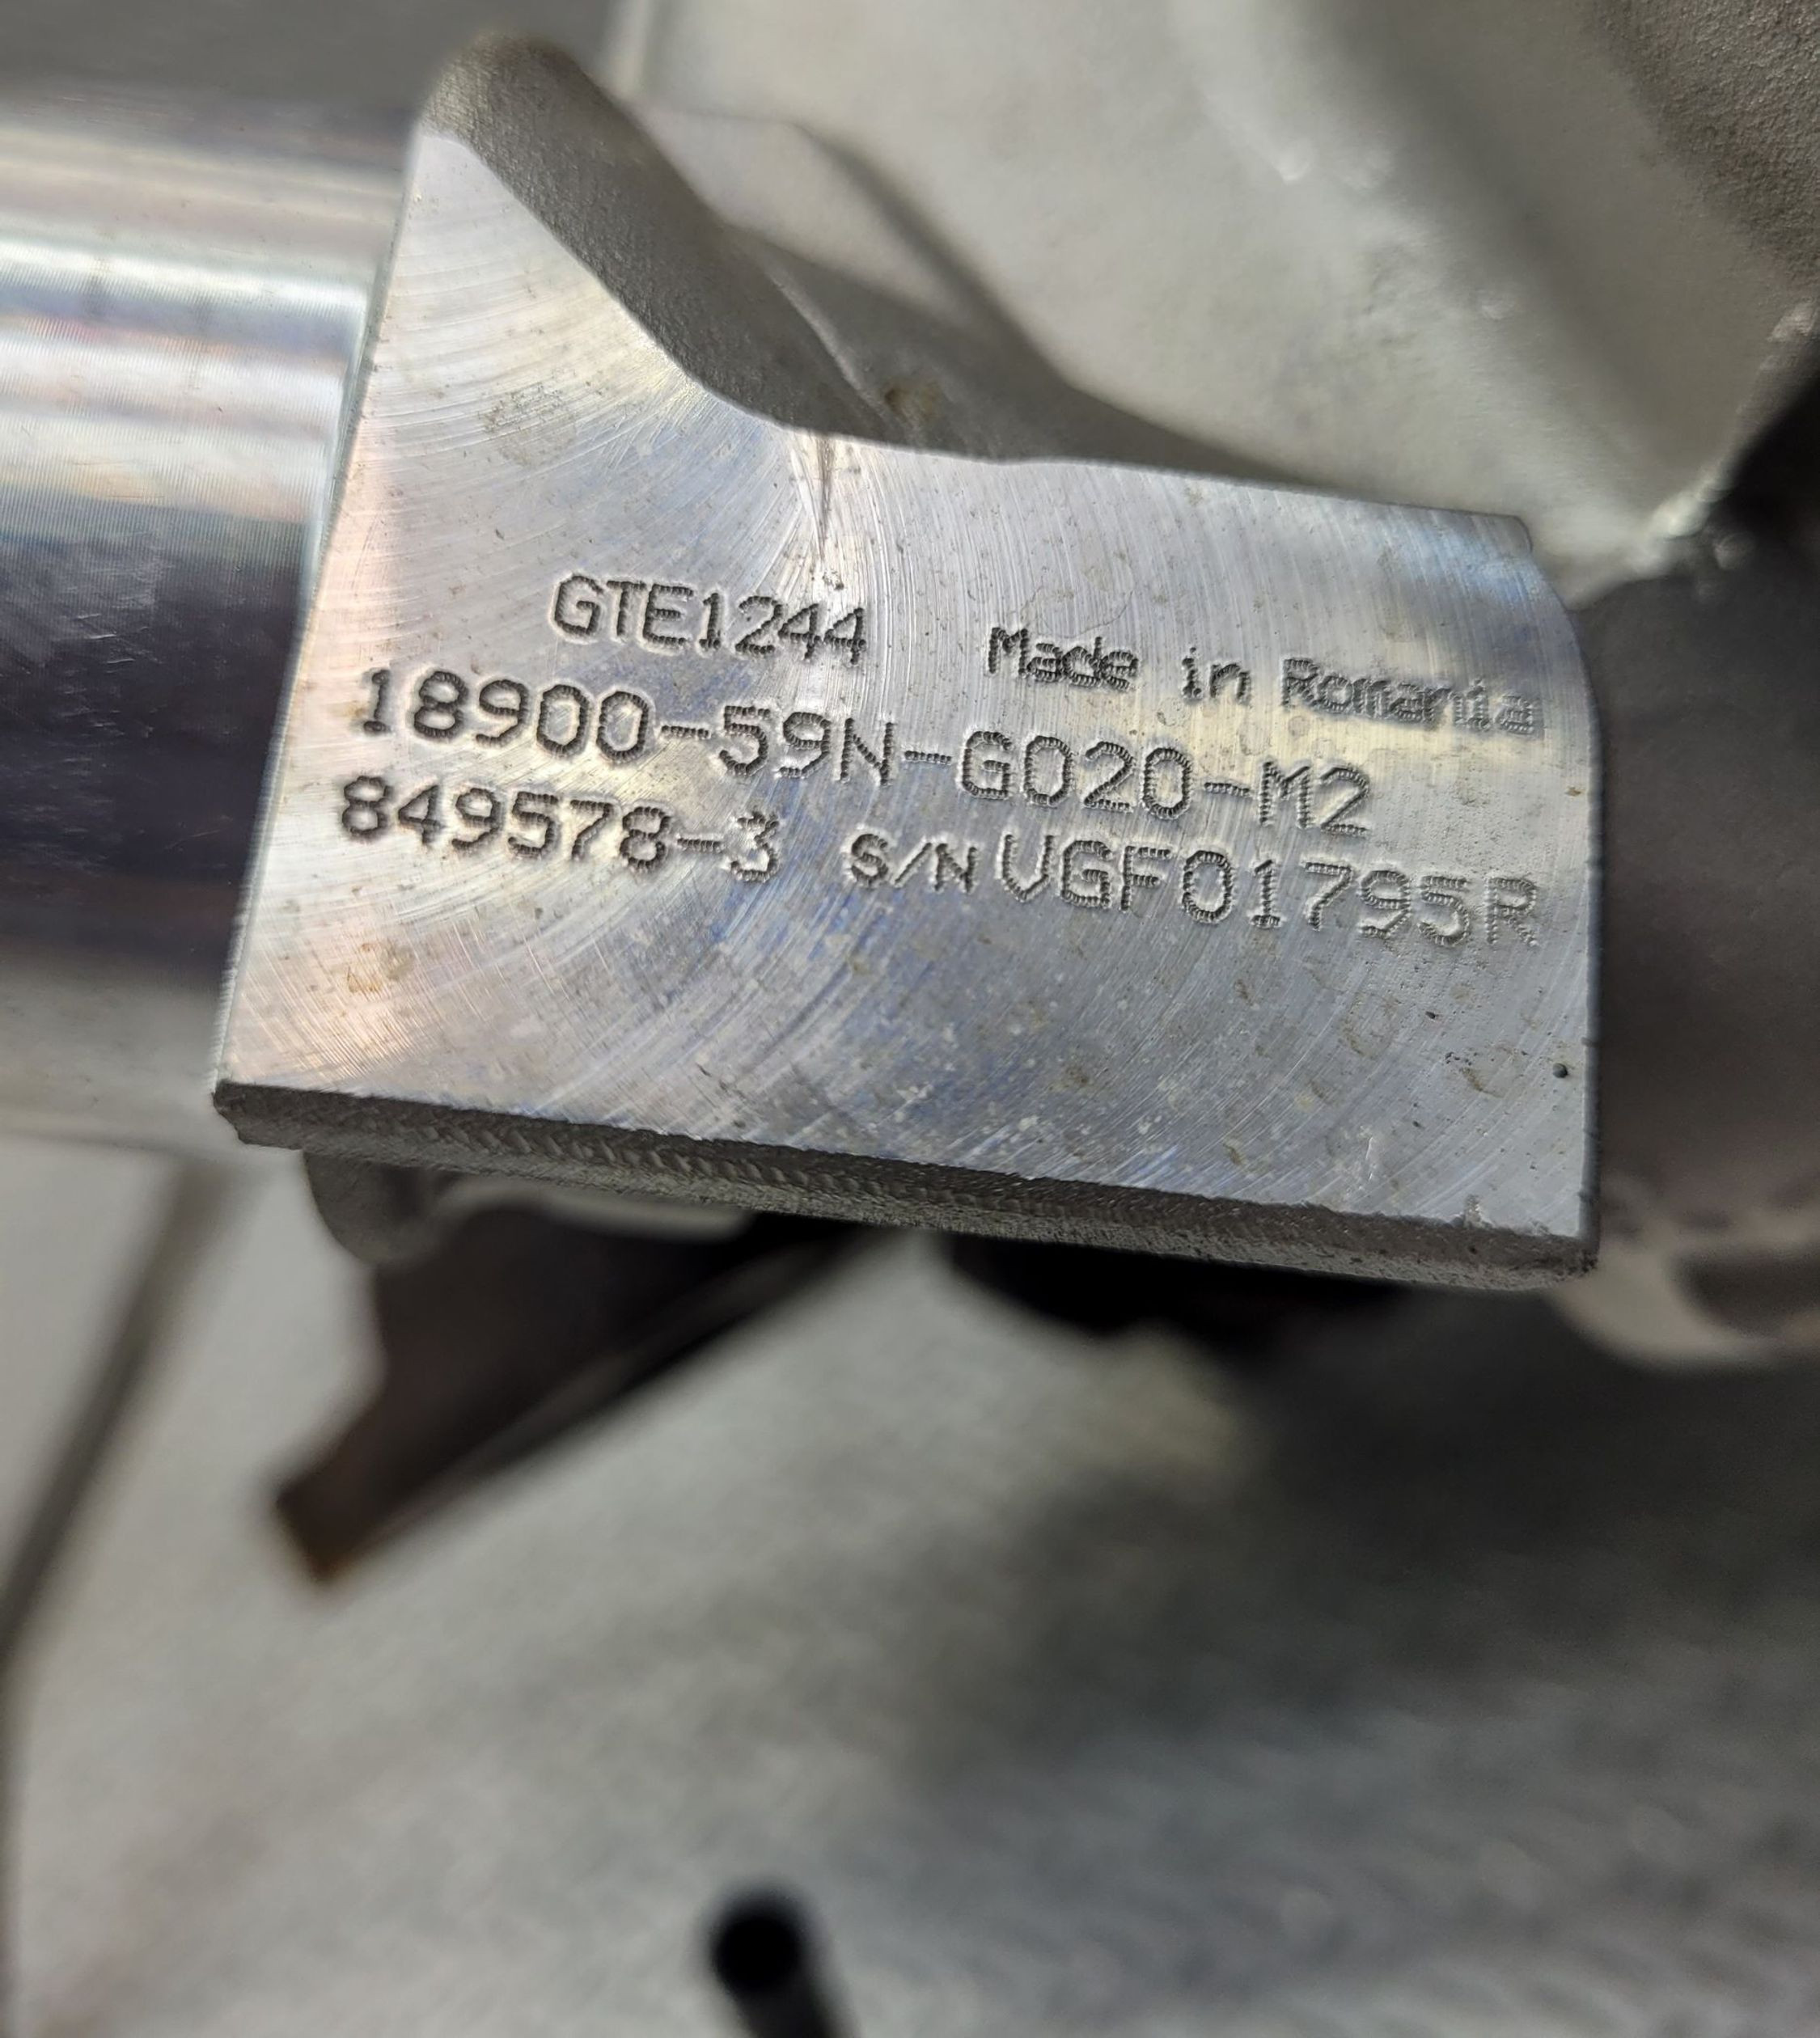 GTE1244 Made in Romania
18900-59N-G020-M2
849578-3 S/N VGF01795R